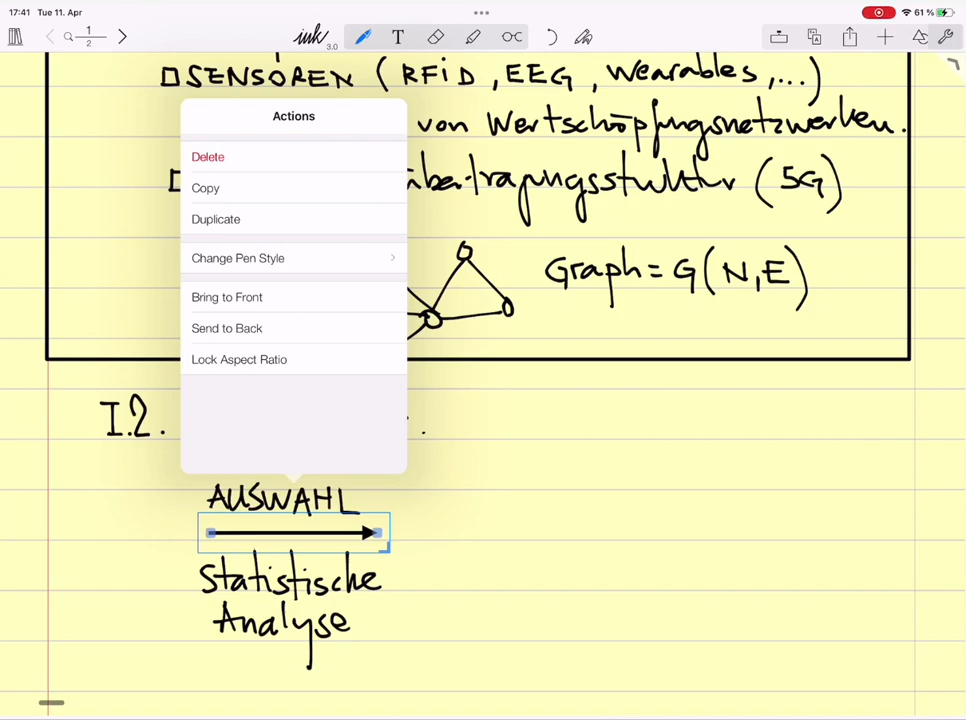 17:41 Tue 11. Apr
61 %
1
2
ink 3.0
T
□ SENSOREN (RFiD, EEG, Wearables, ...)
von Wertschöpfungsnetzwerken.
Graph = G(N,E)
(5G)
Actions
Delete
Copy
Duplicate
Change Pen Style
Bring to Front
Send to Back
Lock Aspect Ratio
I.2.
AUSWAHL
Statistische
Analyse